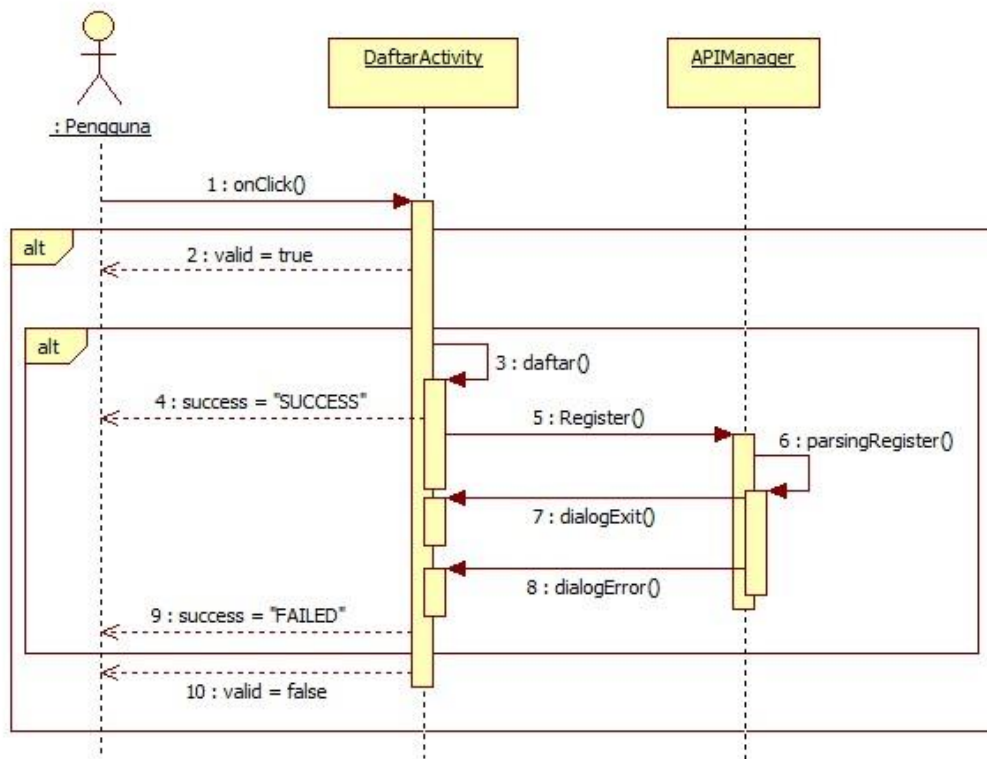 : Pengguna
DaftarActivity
APIManager
1 : onClick()
alt
2 : valid = true
alt
3 : daftar()
4 : success = "SUCCESS"
5 : Register()
6 : parsingRegister()
7 : dialogExit()
8 : dialogError()
9 : success = "FAILED"
10 : valid = false